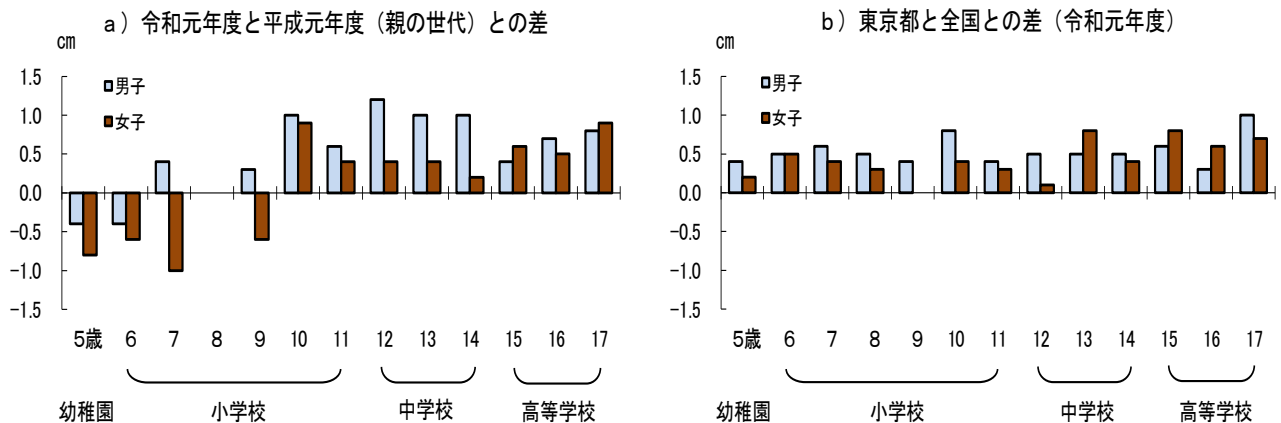 a）令和元年度と平成元年度（親の世代）との差
cm
男子
女子
1.5
1.0
0.5
0.0
−0.5
−1.0
−1.5
5歳 6 7 8 9 10 11 12 13 14 15 16 17
幼稚園 小学校 中学校 高等学校
b）東京都と全国との差（令和元年度）
cm
男子
女子
1.5
1.0
0.5
0.0
−0.5
−1.0
−1.5
5歳 6 7 8 9 10 11 12 13 14 15 16 17
幼稚園 小学校 中学校 高等学校